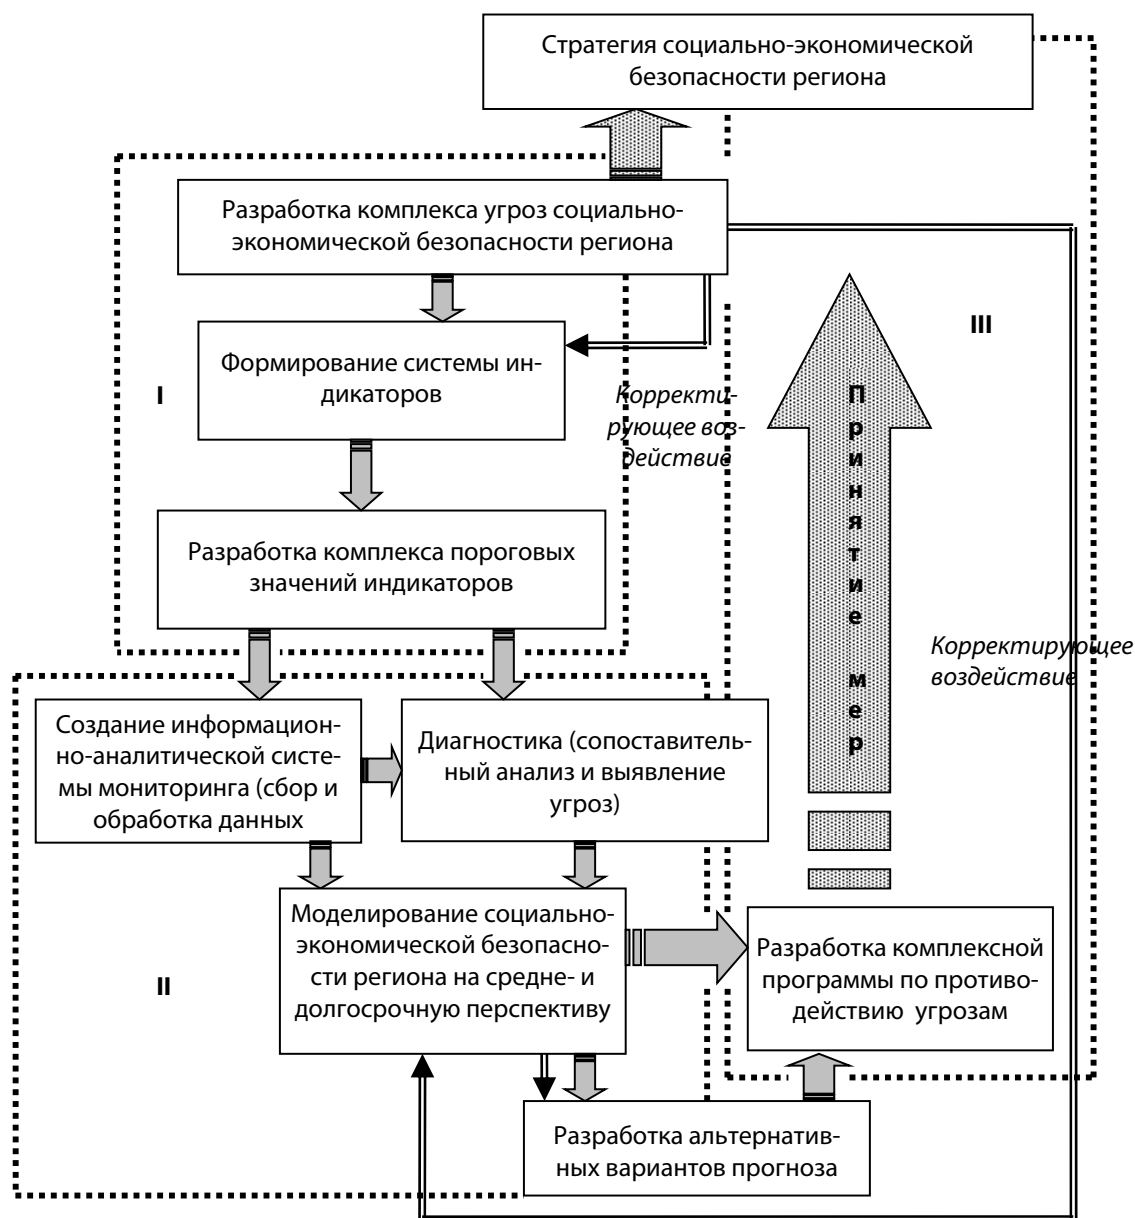 Стратегия социально-экономической
безопасности региона
Разработка комплекса угроз социально-
экономической безопасности региона
III
Формирование системы ин-
дикаторов
I
Корректи-
рующее воз-
действие
Принятие мер
Разработка комплекса пороговых
значений индикаторов
Корректирующее
воздействие
Создание информацион-
но-аналитической систе-
мы мониторинга (сбор и
обработка данных
Диагностика (сопоставитель-
ный анализ и выявление
угроз)
Моделирование социально-
экономической безопасно-
сти региона на средне- и
долгосрочную перспективу
II
Разработка комплексной
программы по противо-
действию  угрозам
Разработка альтернатив-
ных вариантов прогноза